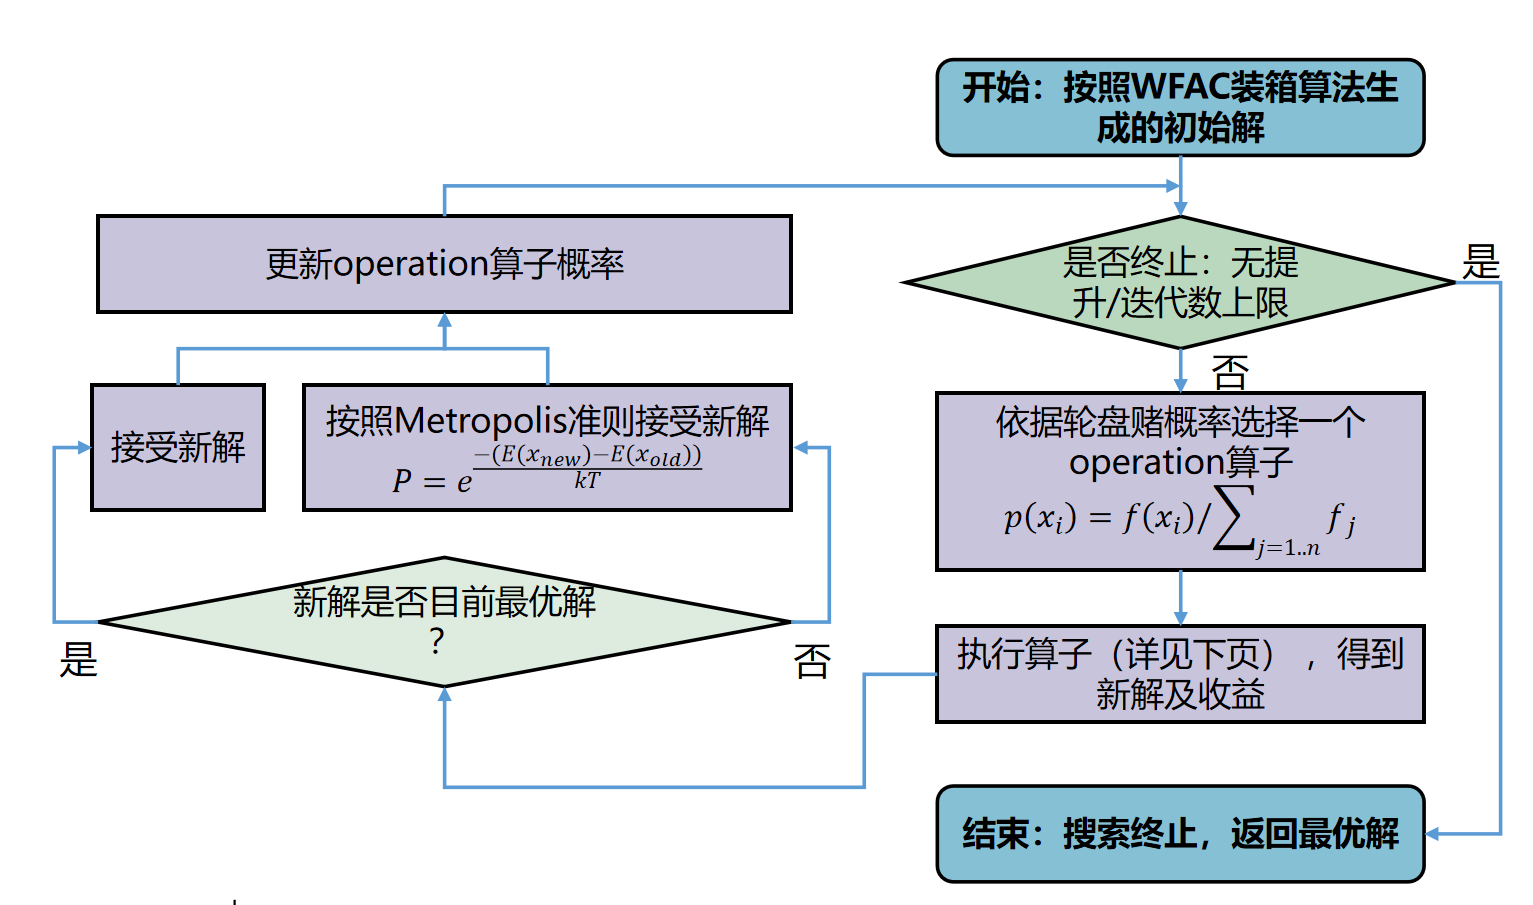 开始：按照WFAC装箱算法生
成的初始解
是否终止：无提
升/迭代数上限
是
否
依据轮盘赌概率选择一个
operation算子
p(x_i) = f(x_i)/∑_{j=1..n} f_j
执行算子（详见下页），得到
新解及收益
新解是否目前最优解
？
是
否
接受新解
按照Metropolis准则接受新解
P = e^{\frac{-(E(x_{new})-E(x_{old}))}{kT}}
更新operation算子概率
结束：搜索终止，返回最优解